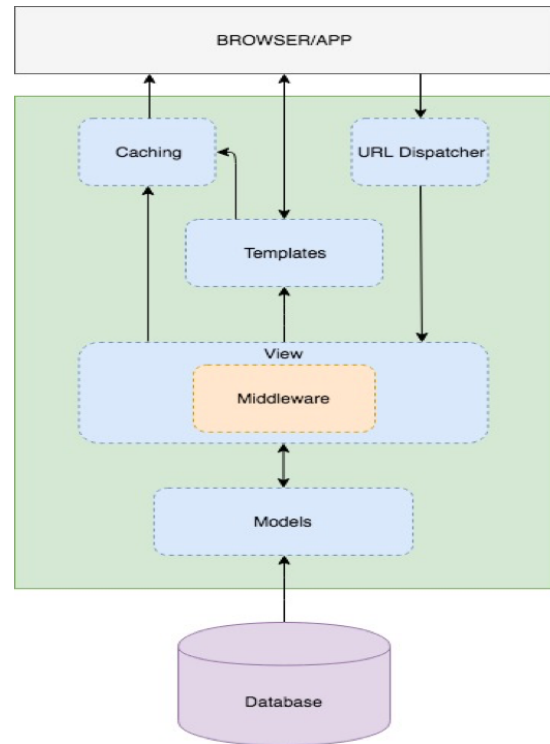 BROWSER/APP
Caching
URL Dispatcher
Templates
View
Middleware
Models
Database